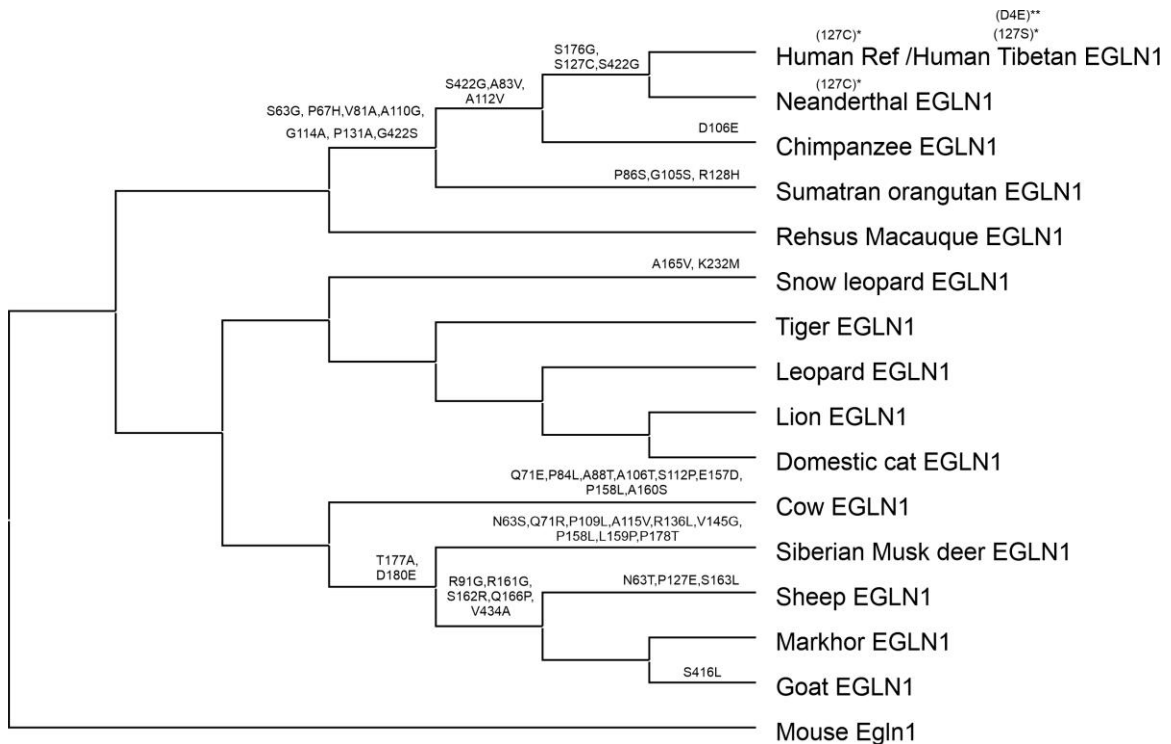 (D4E)**
(127C)* (127S)*
S176G,
S127C,S422G
Human Ref /Human Tibetan EGLN1
S422G,A83V,
A112V
(127C)*
Neanderthal EGLN1
S63G, P67H,V81A,A110G,
G114A, P131A,G422S
D106E
Chimpanzee EGLN1
P86S,G105S, R128H
Sumatran orangutan EGLN1
Rehsus Macauque EGLN1
A165V, K232M
Snow leopard EGLN1
Tiger EGLN1
Leopard EGLN1
Lion EGLN1
Domestic cat EGLN1
Q71E,P84L,A88T,A106T,S112P,E157D,
P158L,A160S
Cow EGLN1
N63S,Q71R,P109L,A115V,R136L,V145G,
P158L,L159P,P178T
Siberian Musk deer EGLN1
T177A,
D180E
R91G,R161G,
S162R,Q166P,
V434A
N63T,P127E,S163L
Sheep EGLN1
Markhor EGLN1
S416L
Goat EGLN1
Mouse Egln1